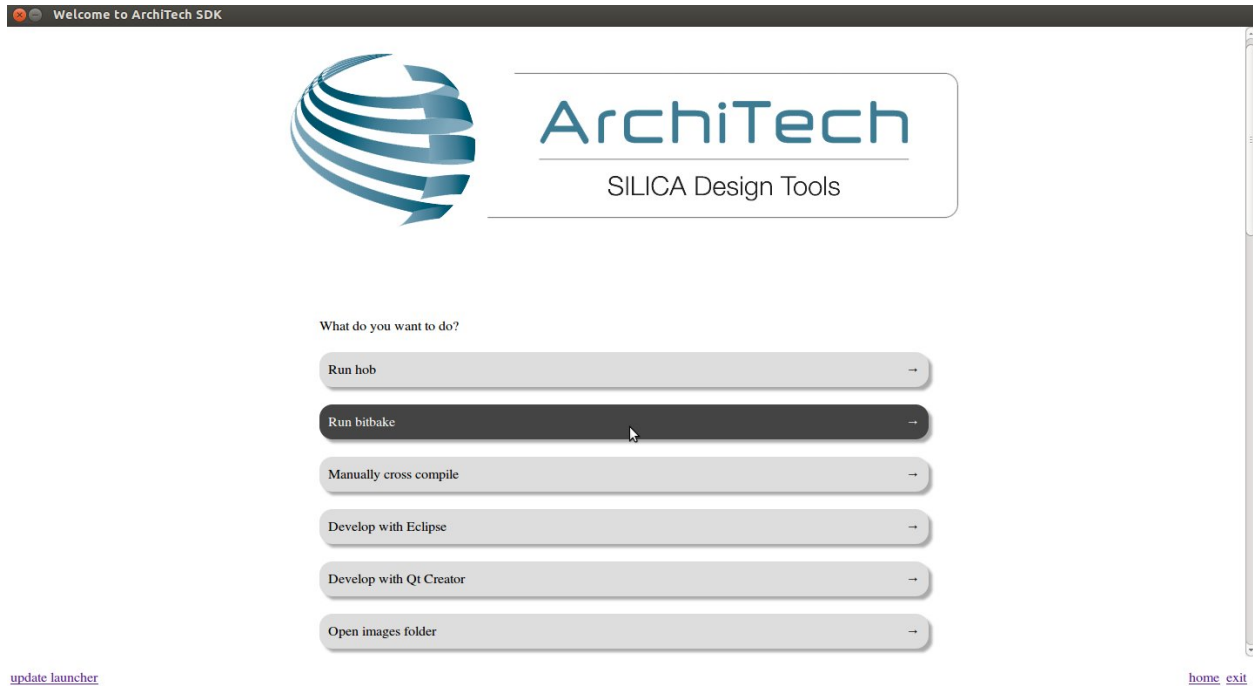 Welcome to ArchiTech SDK
ArchiTech
SILICA Design Tools
What do you want to do?
Run hob →
Run bitbake →
Manually cross compile →
Develop with Eclipse →
Develop with Qt Creator →
Open images folder →
update launcher
home exit